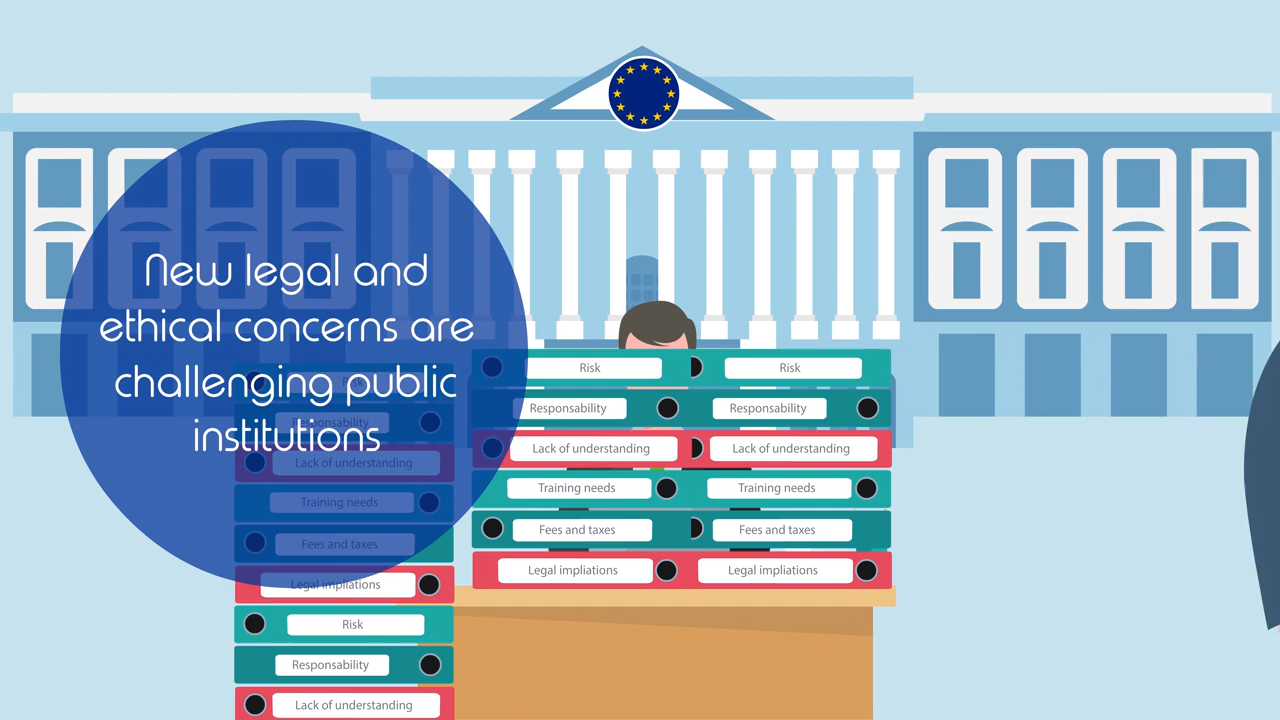 New legal and
ethical concerns are
challenging public
institutions
Risk
Responsability
Lack of understanding
Training needs
Fees and taxes
Legal impliations
Risk
Responsability
Lack of understanding
Risk
Responsability
Lack of understanding
Training needs
Fees and taxes
Legal impliations
Risk
Responsability
Lack of understanding
Training needs
Fees and taxes
Legal impliations